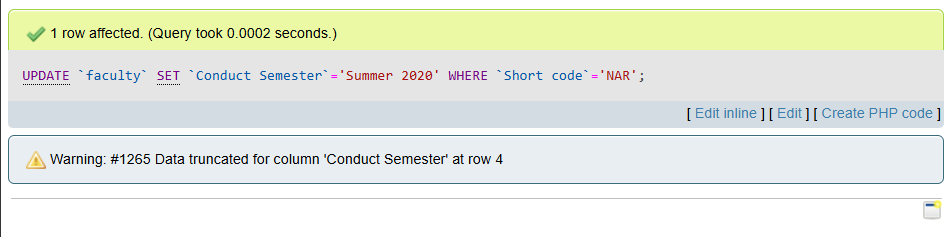 1 row affected. (Query took 0.0002 seconds.)
UPDATE `faculty` SET `Conduct Semester`='Summer 2020' WHERE `Short code`='NAR';
[ Edit inline ] [ Edit ] [ Create PHP code ]
Warning: #1265 Data truncated for column 'Conduct Semester' at row 4